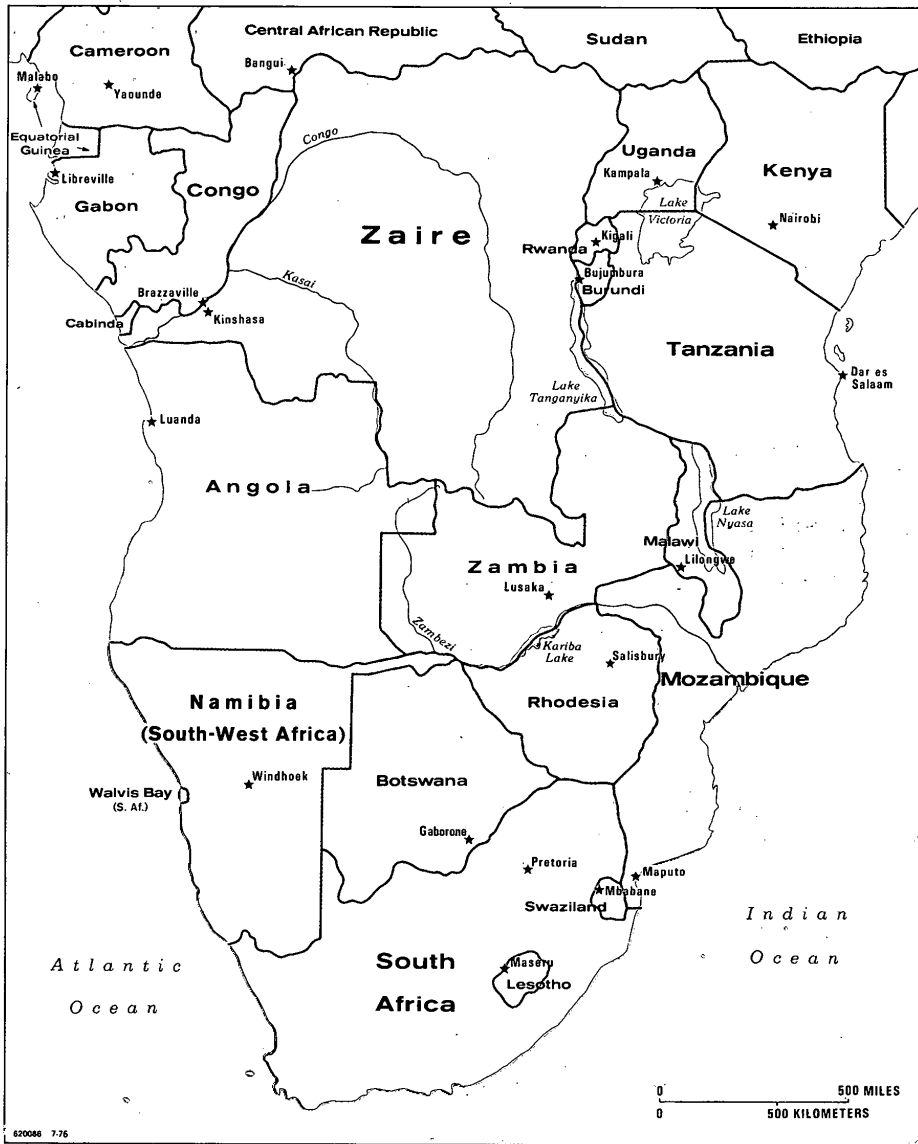 Cameroon
Central African Republic
Sudan
Ethiopia
Malabo
Yaounde
Bangui
Equatorial
Guinea
Congo
Libreville
Gabon
Congo
Uganda
Kampala
Kenya
Lake
Victoria
Nairobi
Zaire
Rwanda
Kigali
Bujumbura
Burundi
Kasai
Brazzaville
Kinshasa
Cabinda
Tanzania
Dar es
Salaam
Lake
Tanganyika
Luanda
Angola
Lake
Nyasa
Malawi
Lilongwe
Zambia
Lusaka
Zambezi
Kariba
Lake
Salisbury
Mozambique
Rhodesia
Namibia
(South-West Africa)
Windhoek
Walvis Bay
(S. Af.)
Botswana
Gaborone
Pretoria
Maputo
Mbabane
Swaziland
Indian
Ocean
Atlantic
Ocean
South
Africa
Maseru
Lesotho
0 500 MILES
0 500 KILOMETERS
620086 7-76